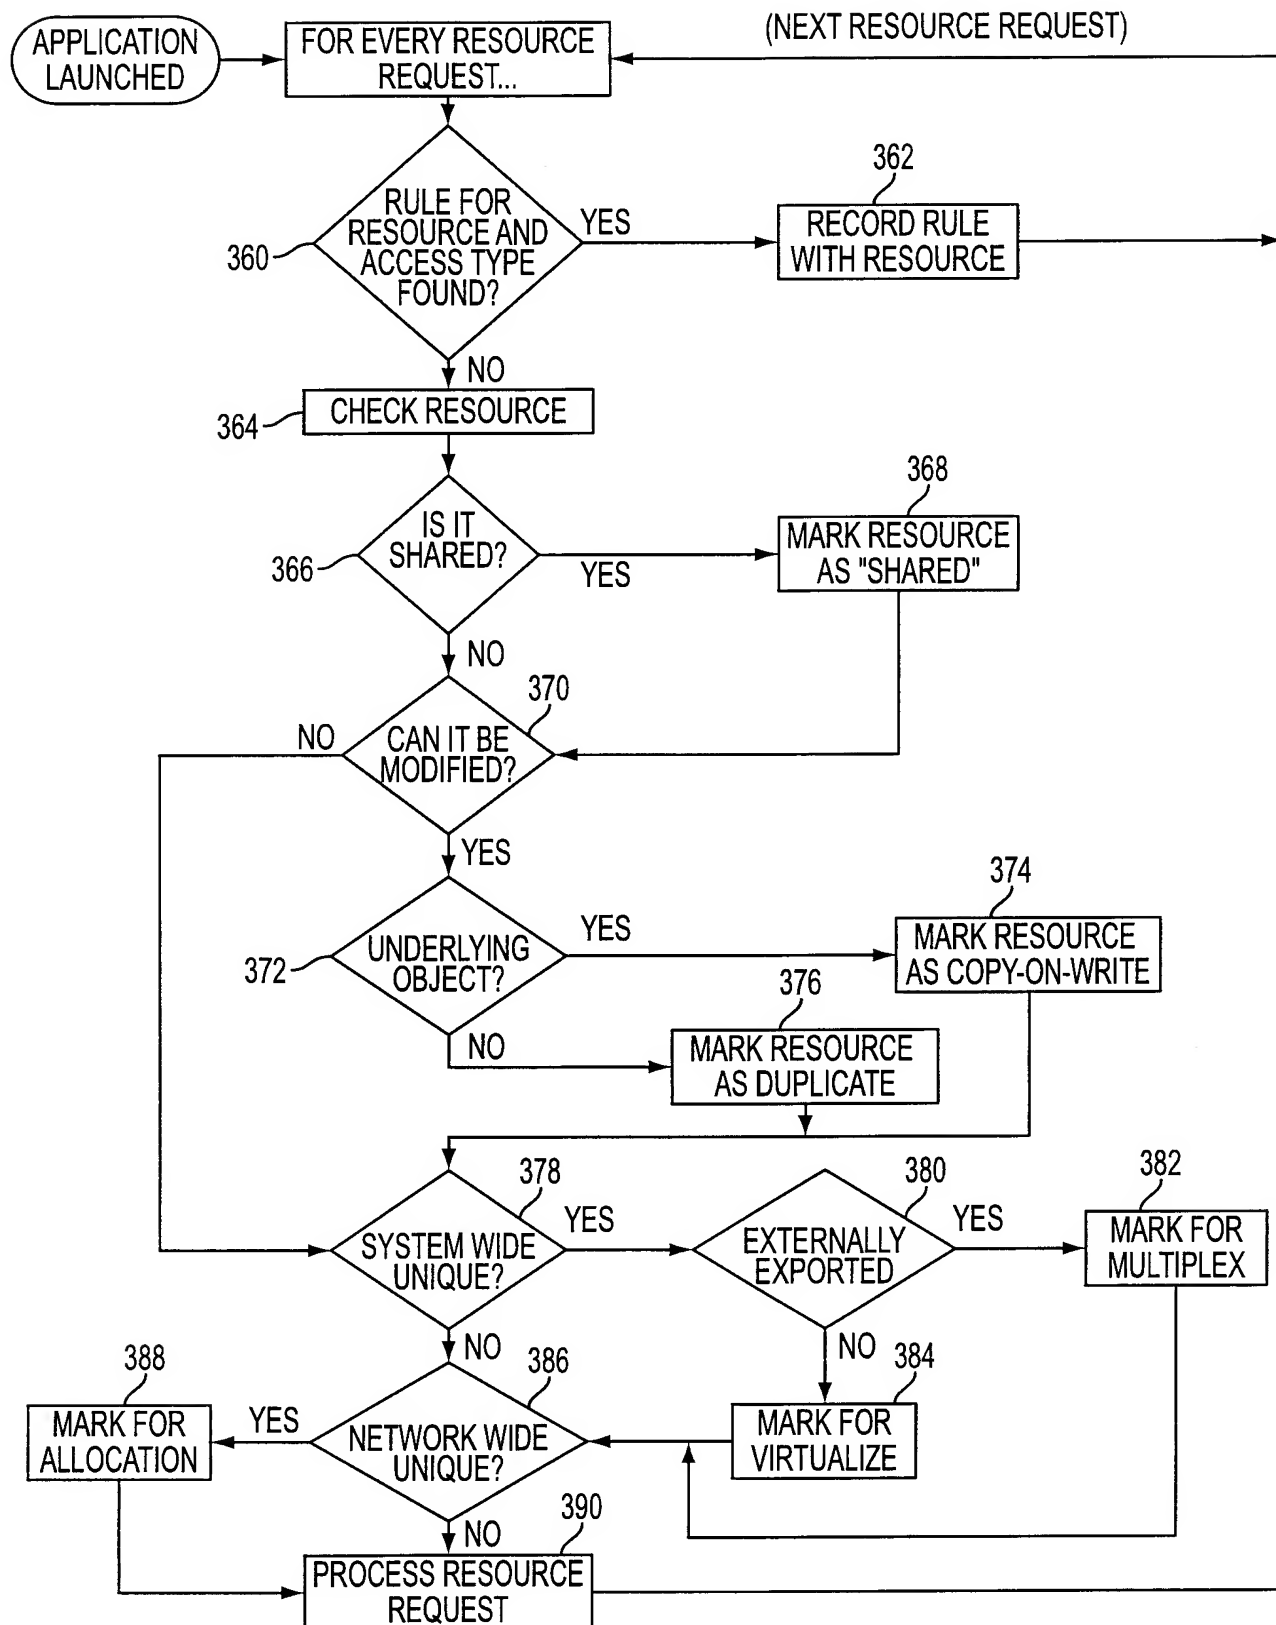 APPLICATION
LAUNCHED
FOR EVERY RESOURCE
REQUEST...
(NEXT RESOURCE REQUEST)
360
RULE FOR
RESOURCE AND
ACCESS TYPE
FOUND?
YES
362
RECORD RULE
WITH RESOURCE
NO
364
CHECK RESOURCE
366
IS IT
SHARED?
YES
368
MARK RESOURCE
AS "SHARED"
NO
370
NO
CAN IT BE
MODIFIED?
YES
372
UNDERLYING
OBJECT?
YES
374
MARK RESOURCE
AS COPY-ON-WRITE
NO
376
MARK RESOURCE
AS DUPLICATE
378
SYSTEM WIDE
UNIQUE?
YES
380
EXTERNALLY
EXPORTED
YES
382
MARK FOR
MULTIPLEX
NO
NO
384
MARK FOR
VIRTUALIZE
386
NETWORK WIDE
UNIQUE?
YES
388
MARK FOR
ALLOCATION
NO
390
PROCESS RESOURCE
REQUEST